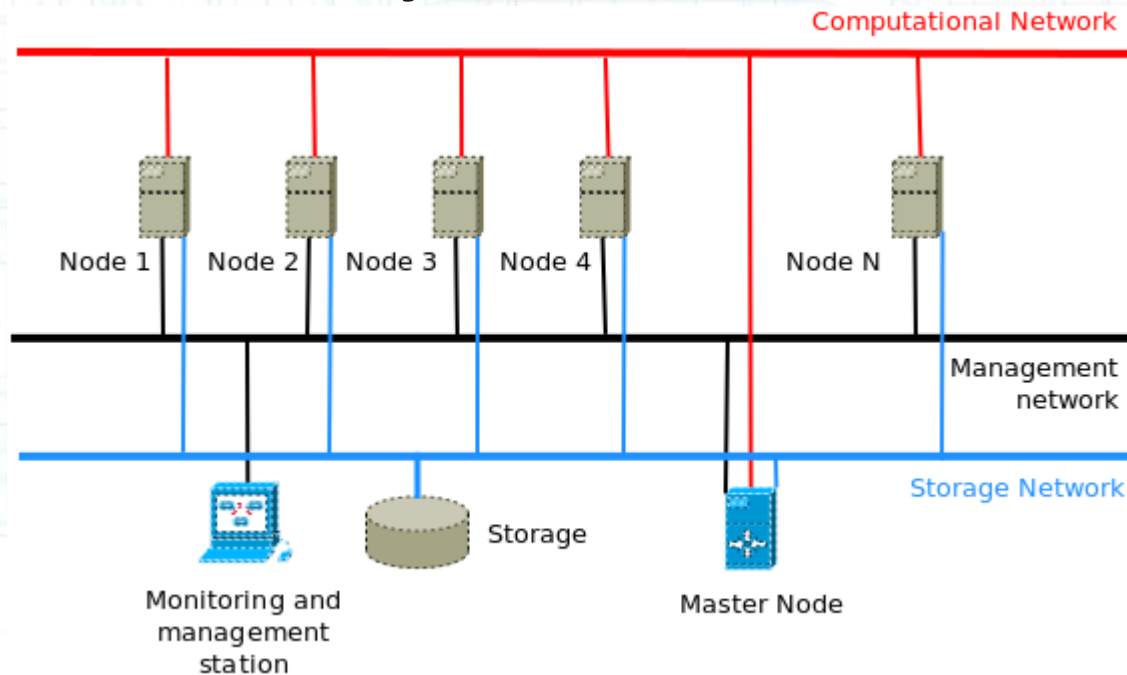 Computational Network
Node 1
Node 2
Node 3
Node 4
Node N
Management
network
Storage Network
Storage
Monitoring and
management
station
Master Node